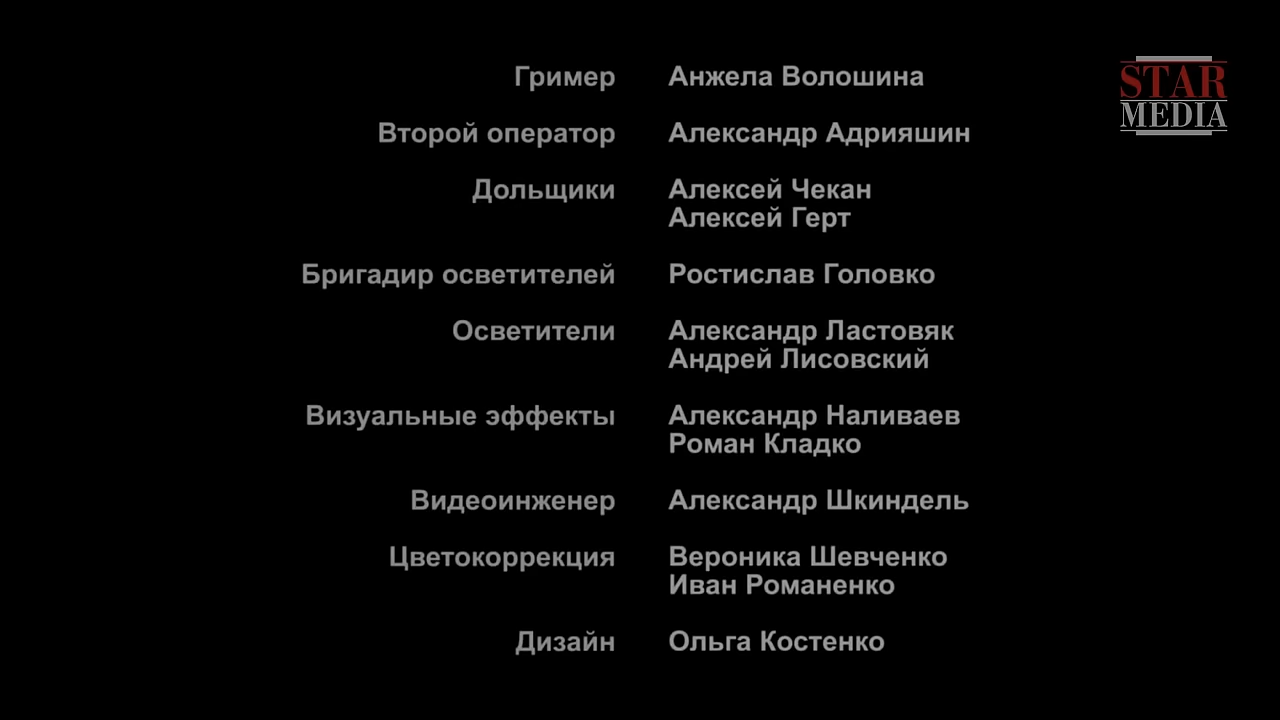 Гример Анжела Волошина
STAR
MEDIA
Второй оператор Александр Адрияшин
Дольщики Алексей Чекан
Алексей Герт
Бригадир осветителей Ростислав Головко
Осветители Александр Ластовяк
Андрей Лисовский
Визуальные эффекты Александр Наливаев
Роман Кладко
Видеоинженер Александр Шкиндель
Цветокоррекция Вероника Шевченко
Иван Романенко
Дизайн Ольга Костенко